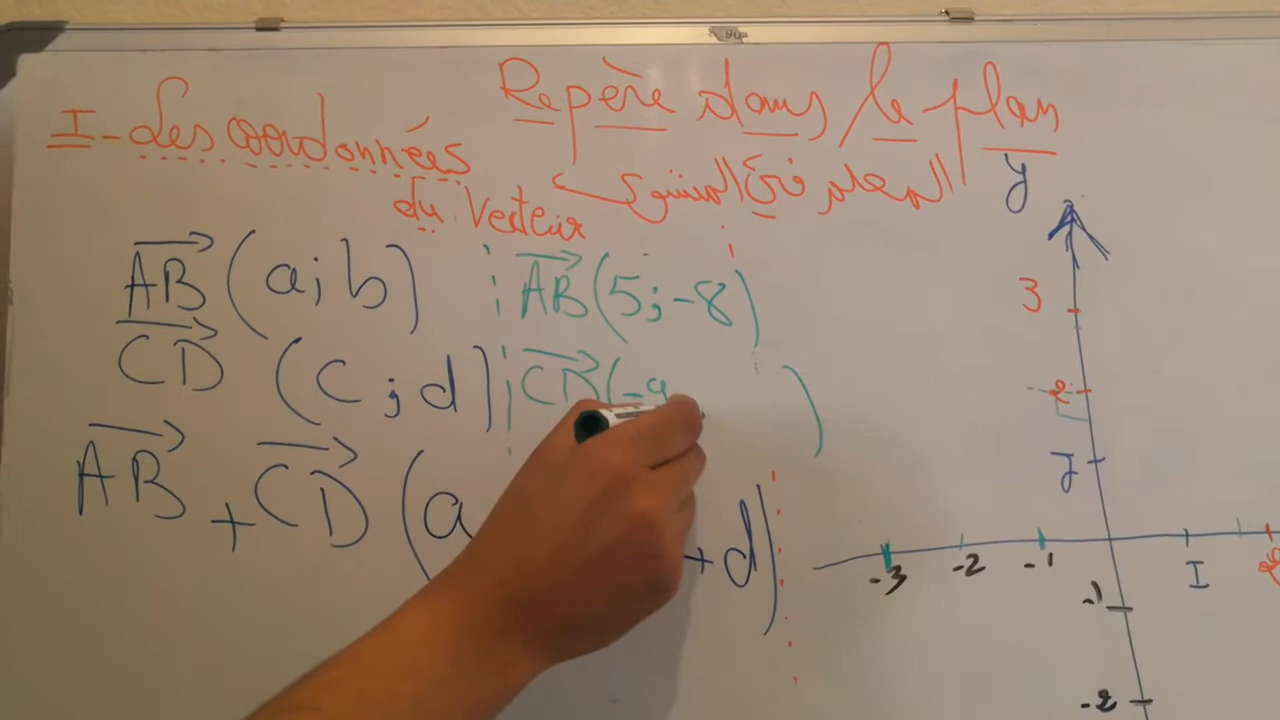 Repère dans le plan
I - Les coordonnées
المعلم في المستوى
du Vecteur
AB (a; b) ; AB(5; -8)
CD (C; d) ; CD(-9 )
AB + CD (a + d)
y
3
2
J
-3 -2 -1 I
-1
-2